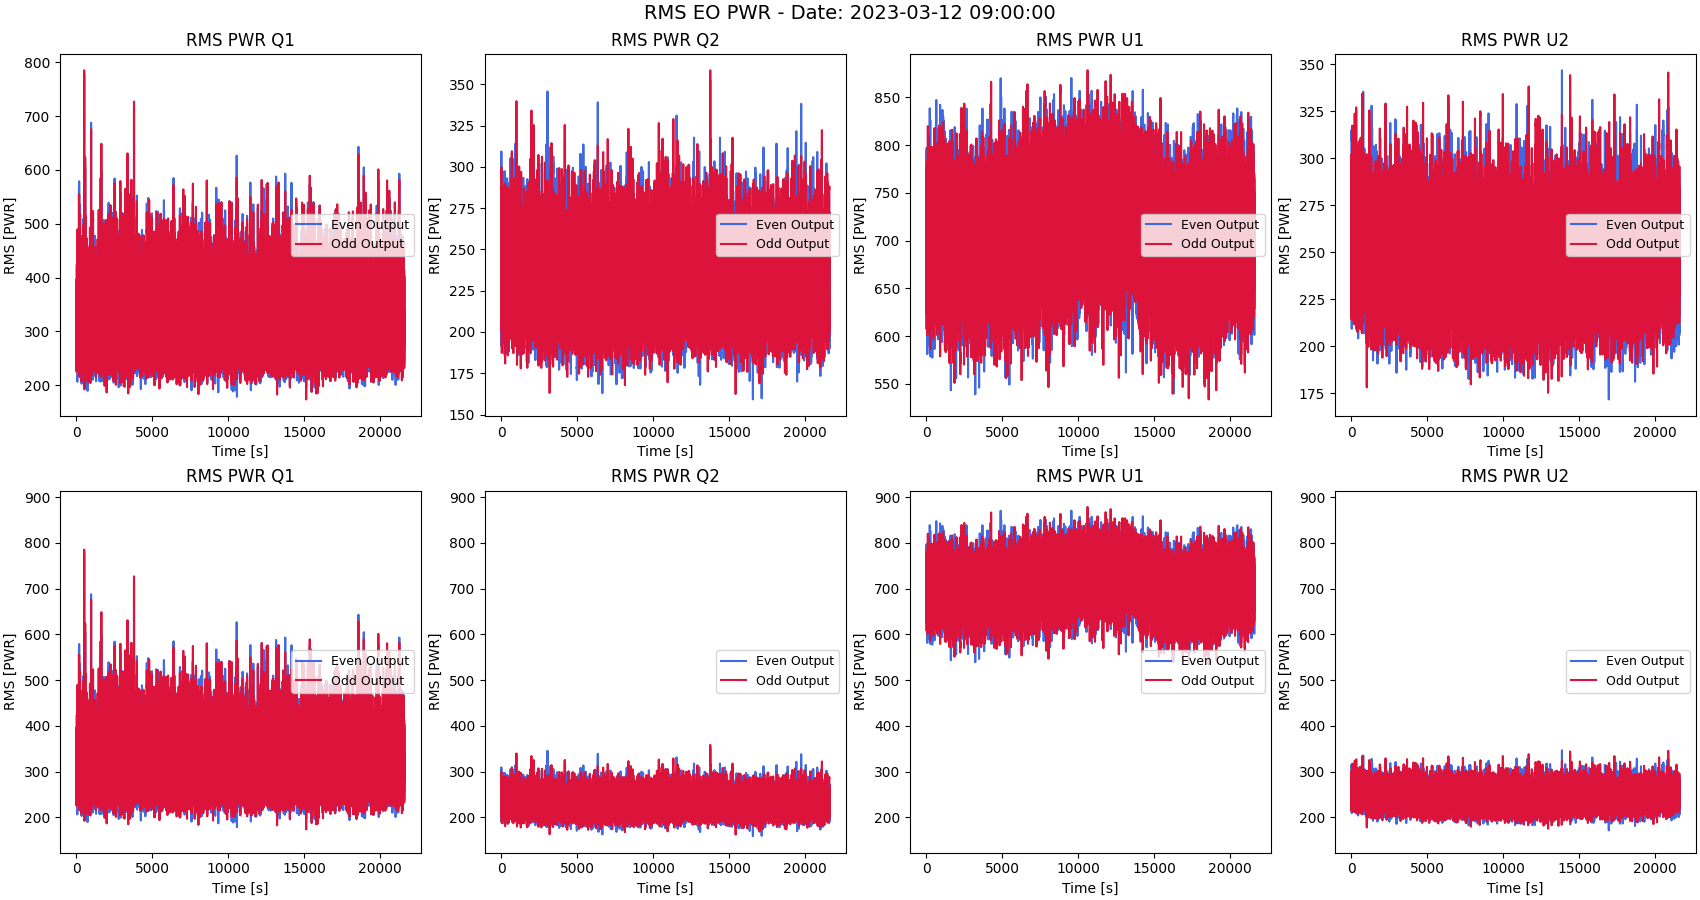 RMS EO PWR - Date: 2023-03-12 09:00:00
RMS PWR Q1
RMS [PWR]
800
700
600
500
400
300
200
0 5000 10000 15000 20000
Time [s]
Even Output
Odd Output
RMS PWR Q2
RMS [PWR]
350
325
300
275
250
225
200
175
150
0 5000 10000 15000 20000
Time [s]
Even Output
Odd Output
RMS PWR U1
RMS [PWR]
850
800
750
700
650
600
550
0 5000 10000 15000 20000
Time [s]
Even Output
Odd Output
RMS PWR U2
RMS [PWR]
350
325
300
275
250
225
200
175
0 5000 10000 15000 20000
Time [s]
Even Output
Odd Output
RMS PWR Q1
RMS [PWR]
900
800
700
600
500
400
300
200
0 5000 10000 15000 20000
Time [s]
Even Output
Odd Output
RMS PWR Q2
RMS [PWR]
900
800
700
600
500
400
300
200
0 5000 10000 15000 20000
Time [s]
Even Output
Odd Output
RMS PWR U1
RMS [PWR]
900
800
700
600
500
400
300
200
0 5000 10000 15000 20000
Time [s]
Even Output
Odd Output
RMS PWR U2
RMS [PWR]
900
800
700
600
500
400
300
200
0 5000 10000 15000 20000
Time [s]
Even Output
Odd Output